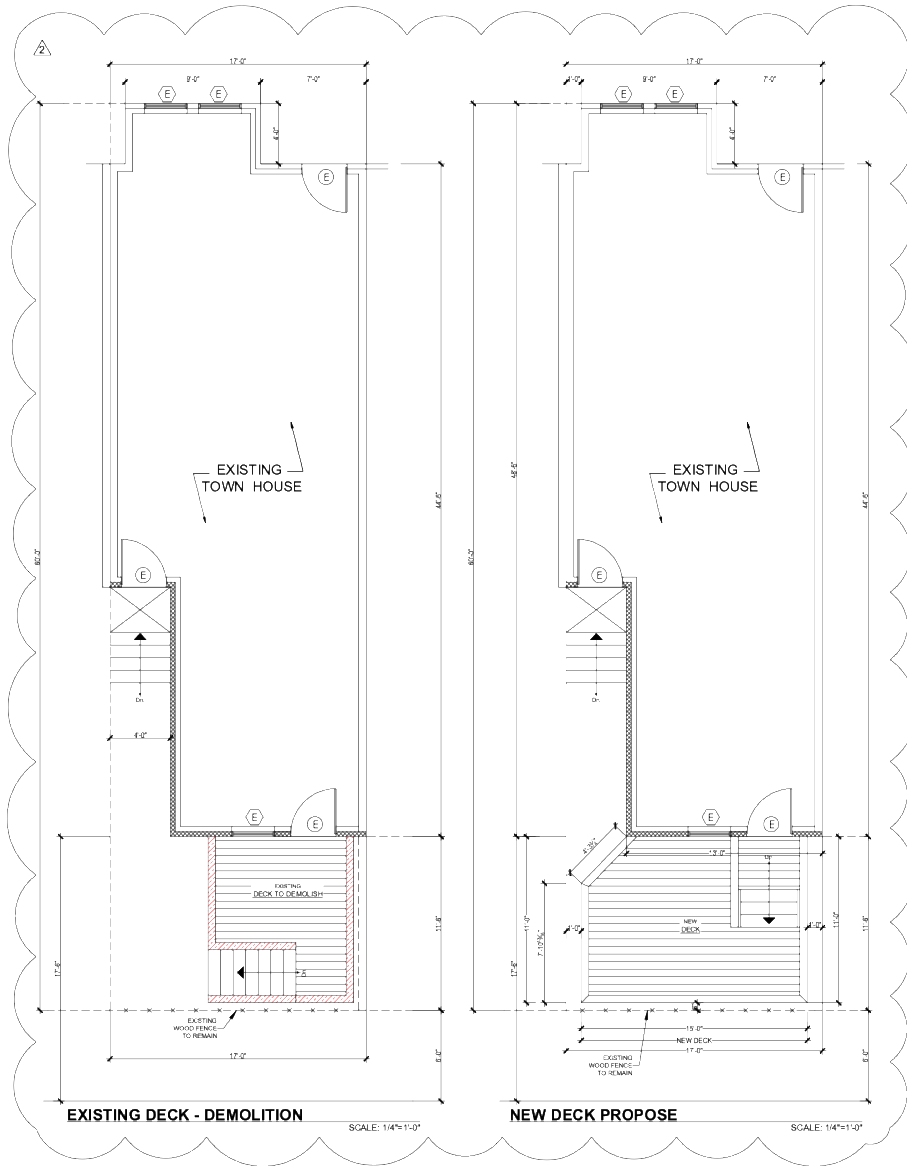 2
17'-0"
9'-0"
7'-0"
E
E
4'-0"
E
EXISTING
TOWN HOUSE
60'-0"
44'-6"
E
Dn.
4'-0"
E
E
EXISTING
DECK TO DEMOLISH
Dn.
17'-6"
11'-6"
EXISTING
WOOD FENCE
TO REMAIN
17'-0"
6'-0"
EXISTING DECK - DEMOLITION
SCALE: 1/4"=1'-0"
17'-0"
1'-0"
9'-0"
7'-0"
E
E
4'-0"
E
EXISTING
TOWN HOUSE
60'-0"
48'-6"
44'-6"
E
Dn.
E
E
13'-0"
Up
NEW
DECK
1'-0"
1'-0"
11'-0"
17'-6"
11'-0"
11'-6"
15'-0"
NEW DECK
17'-0"
EXISTING
WOOD FENCE
TO REMAIN
6'-0"
NEW DECK PROPOSE
SCALE: 1/4"=1'-0"